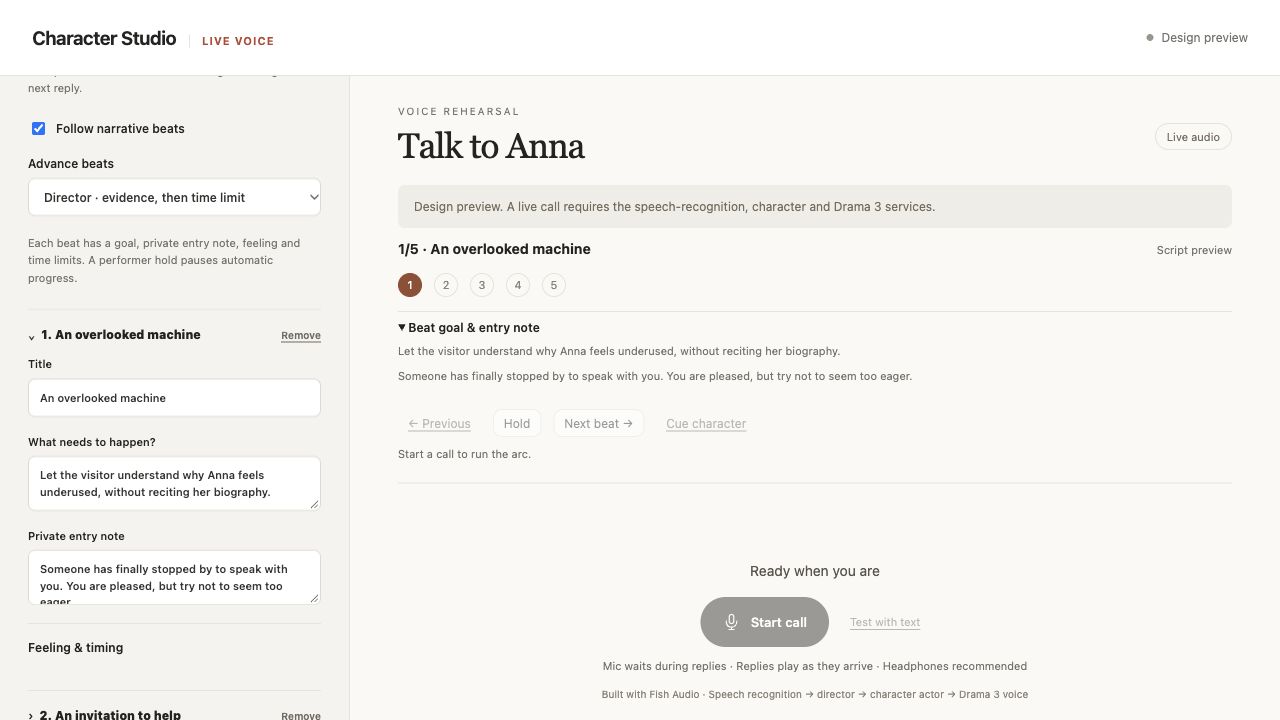 Character Studio
LIVE VOICE
Design preview
next reply.
Follow narrative beats
Advance beats
Director · evidence, then time limit
Each beat has a goal, private entry note, feeling and
time limits. A performer hold pauses automatic
progress.
1. An overlooked machine
Remove
Title
An overlooked machine
What needs to happen?
Let the visitor understand why Anna feels
underused, without reciting her biography.
Private entry note
Someone has finally stopped by to speak with
you. You are pleased, but try not to seem too
eager.
Feeling & timing
2. An invitation to help
Remove
VOICE REHEARSAL
Talk to Anna
Live audio
Design preview. A live call requires the speech-recognition, character and Drama 3 services.
1/5 · An overlooked machine
Script preview
1 2 3 4 5
▾ Beat goal & entry note
Let the visitor understand why Anna feels underused, without reciting her biography.
Someone has finally stopped by to speak with you. You are pleased, but try not to seem too eager.
← Previous
Hold
Next beat →
Cue character
Start a call to run the arc.
Ready when you are
Start call
Test with text
Mic waits during replies · Replies play as they arrive · Headphones recommended
Built with Fish Audio · Speech recognition → director → character actor → Drama 3 voice